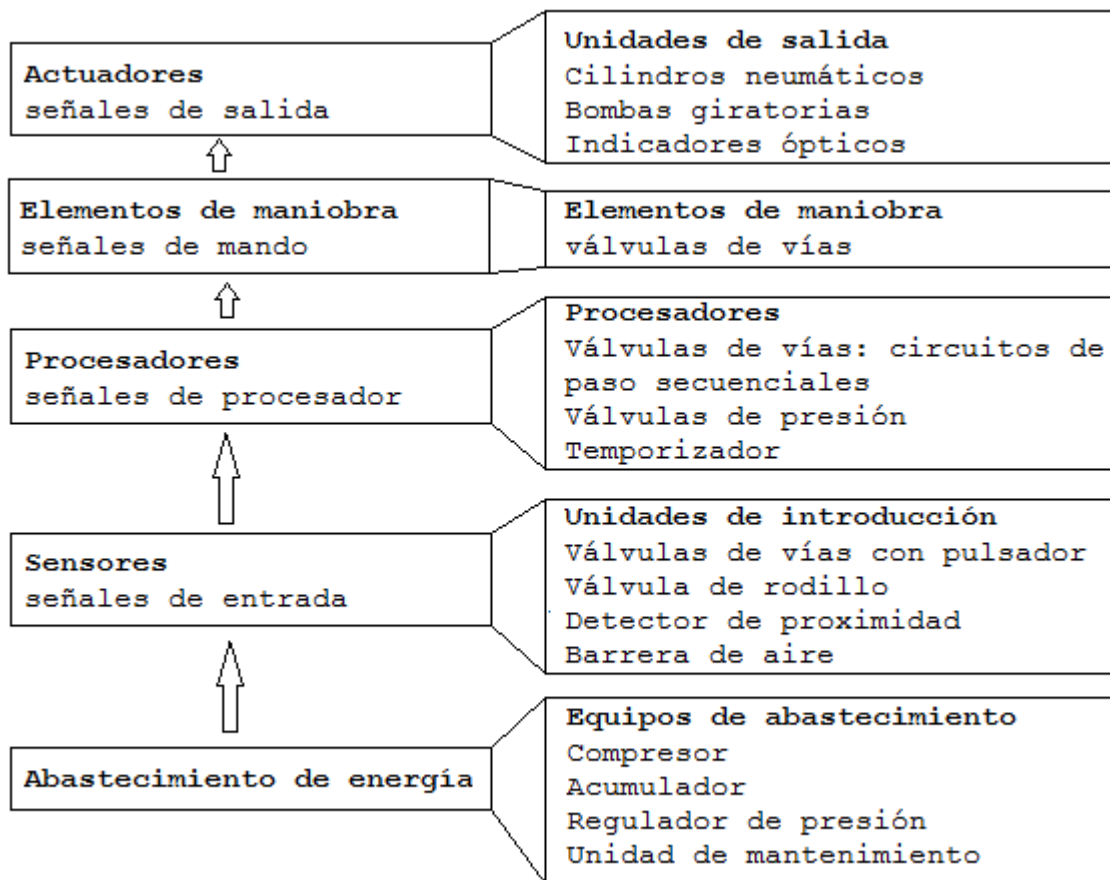 Actuadores
señales de salida
Unidades de salida
Cilindros neumáticos
Bombas giratorias
Indicadores ópticos
Elementos de maniobra
señales de mando
Elementos de maniobra
válvulas de vías
Procesadores
señales de procesador
Procesadores
Válvulas de vías: circuitos de
paso secuenciales
Válvulas de presión
Temporizador
Sensores
señales de entrada
Unidades de introducción
Válvulas de vías con pulsador
Válvula de rodillo
Detector de proximidad
Barrera de aire
Abastecimiento de energía
Equipos de abastecimiento
Compresor
Acumulador
Regulador de presión
Unidad de mantenimiento